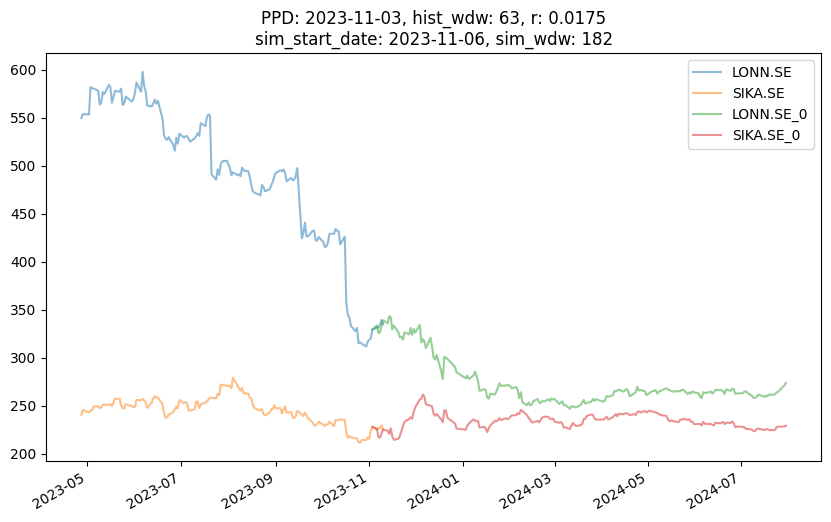 PPD: 2023-11-03, hist_wdw: 63, r: 0.0175
sim_start_date: 2023-11-06, sim_wdw: 182
LONN.SE
SIKA.SE
LONN.SE_0
SIKA.SE_0
600
550
500
450
400
350
300
250
200
2023-05
2023-07
2023-09
2023-11
2024-01
2024-03
2024-05
2024-07